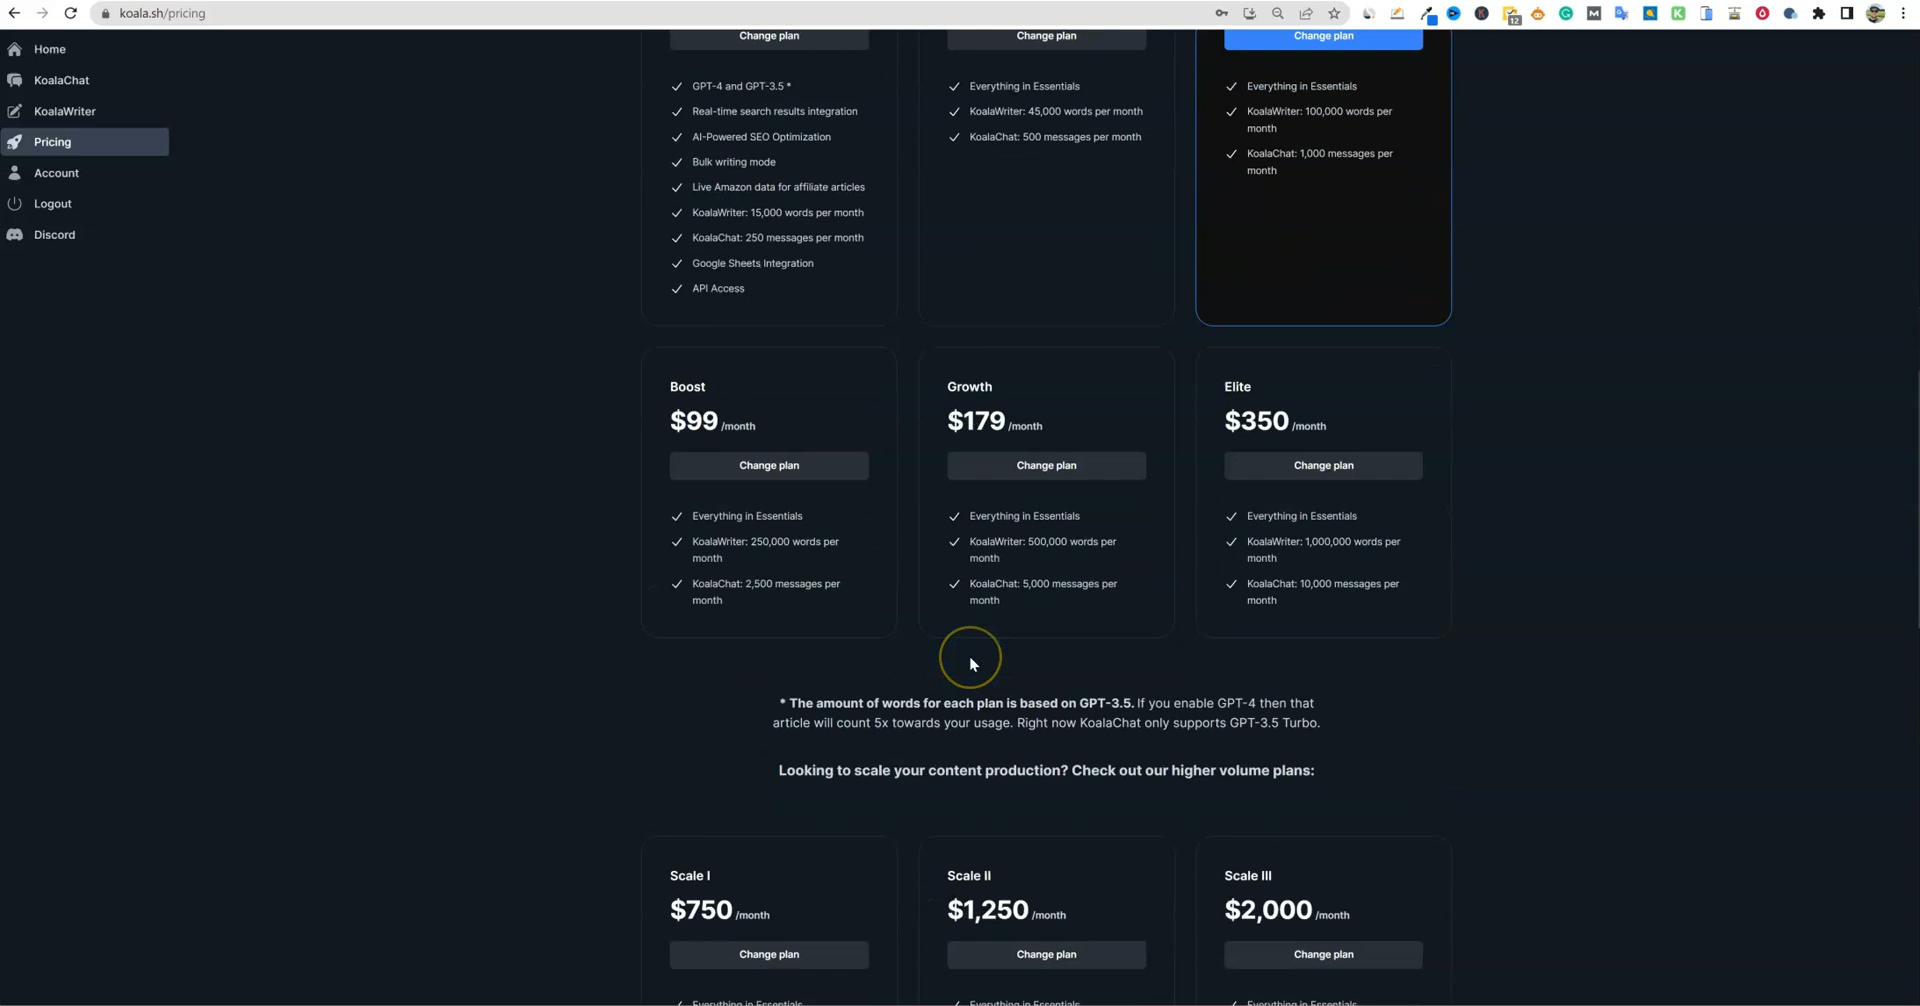 koala.sh/pricing
12
Home
KoalaChat
KoalaWriter
Pricing
Account
Logout
Discord
Change plan
GPT-4 and GPT-3.5 *
Real-time search results integration
AI-Powered SEO Optimization
Bulk writing mode
Live Amazon data for affiliate articles
KoalaWriter: 15,000 words per month
KoalaChat: 250 messages per month
Google Sheets Integration
API Access
Change plan
Everything in Essentials
KoalaWriter: 45,000 words per month
KoalaChat: 500 messages per month
Change plan
Everything in Essentials
KoalaWriter: 100,000 words per
month
KoalaChat: 1,000 messages per
month
Boost
$99 /month
Change plan
Everything in Essentials
KoalaWriter: 250,000 words per
month
KoalaChat: 2,500 messages per
month
Growth
$179 /month
Change plan
Everything in Essentials
KoalaWriter: 500,000 words per
month
KoalaChat: 5,000 messages per
month
Elite
$350 /month
Change plan
Everything in Essentials
KoalaWriter: 1,000,000 words per
month
KoalaChat: 10,000 messages per
month
* The amount of words for each plan is based on GPT-3.5. If you enable GPT-4 then that
article will count 5x towards your usage. Right now KoalaChat only supports GPT-3.5 Turbo.
Looking to scale your content production? Check out our higher volume plans:
Scale I
$750 /month
Change plan
Everything in Essentials
Scale II
$1,250 /month
Change plan
Everything in Essentials
Scale III
$2,000 /month
Change plan
Everything in Essentials